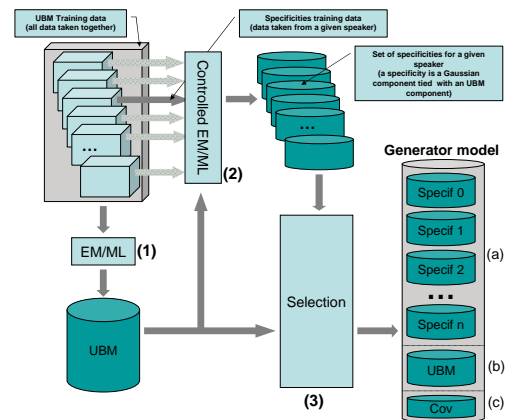 UBM Training data
(all data taken together)
Specificities training data
(data taken from a given speaker)
Set of specificities for a given
speaker
(a specificity is a Gaussian
component tied with an UBM
component)
...
Controlled EM/ML
(2)
...
Generator model
Specif 0
Specif 1
(a)
Specif 2
...
Specif n
EM/ML
(1)
Selection
(3)
UBM
UBM
(b)
Cov
(c)